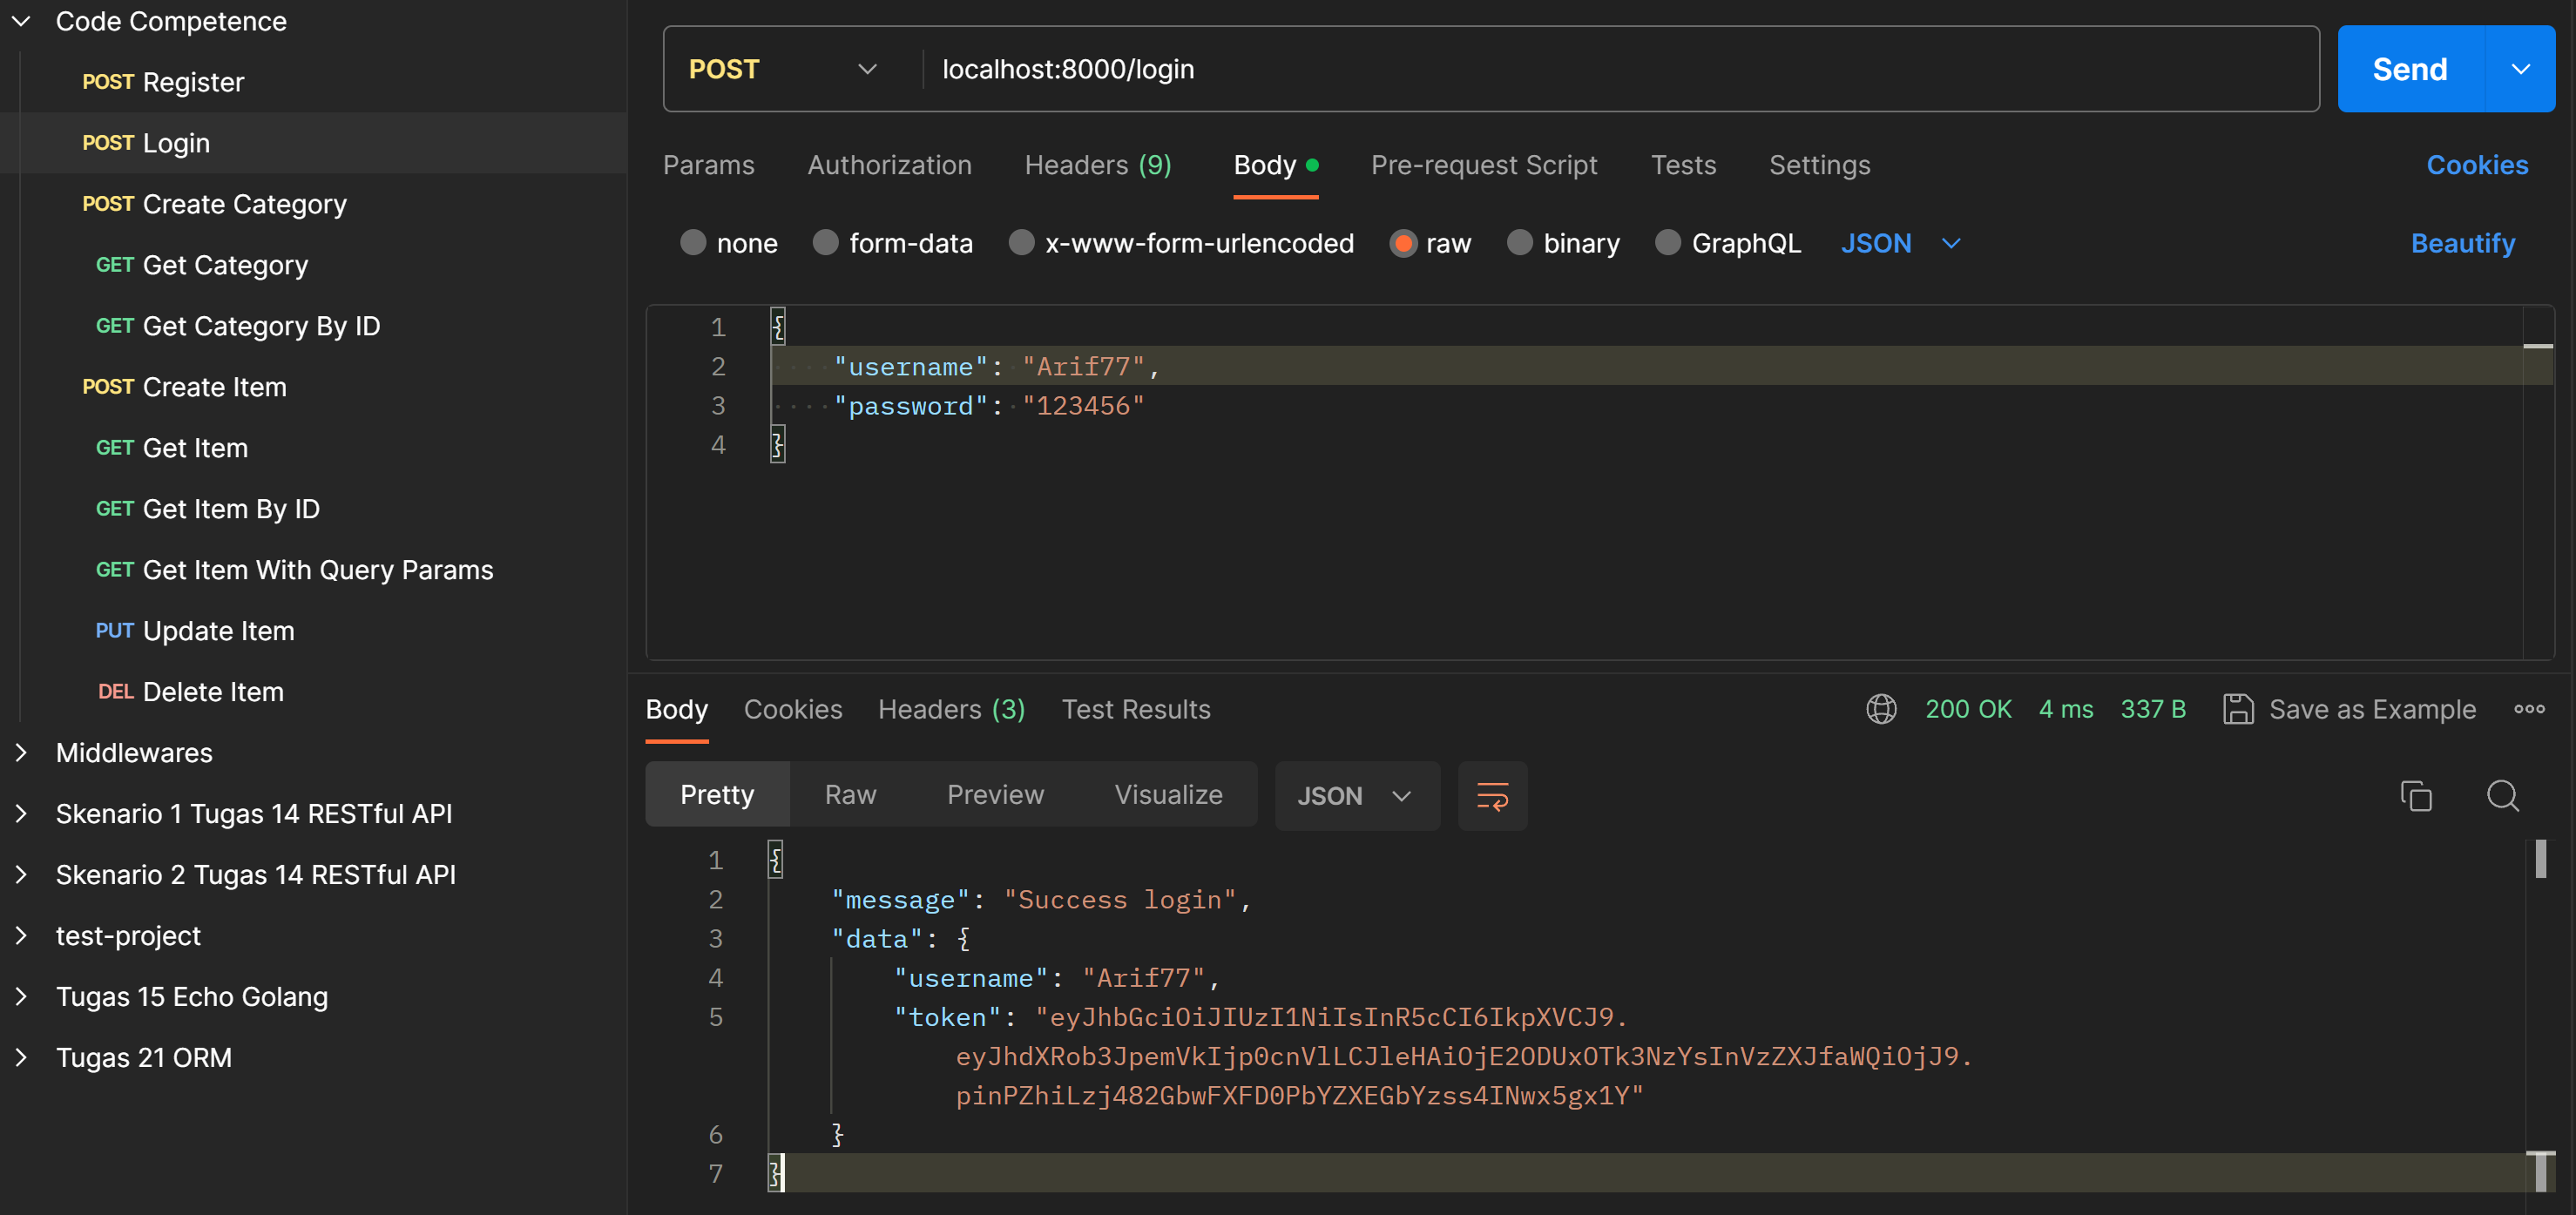 Code Competence
POST Register
POST Login
POST Create Category
GET Get Category
GET Get Category By ID
POST Create Item
GET Get Item
GET Get Item By ID
GET Get Item With Query Params
PUT Update Item
DEL Delete Item
Middlewares
Skenario 1 Tugas 14 RESTful API
Skenario 2 Tugas 14 RESTful API
test-project
Tugas 15 Echo Golang
Tugas 21 ORM
POST localhost:8000/login Send
Params Authorization Headers (9) Body Pre-request Script Tests Settings Cookies
none form-data x-www-form-urlencoded raw binary GraphQL JSON Beautify
1 {
2 "username": "Arif77",
3 "password": "123456"
4 }
Body Cookies Headers (3) Test Results 200 OK 4 ms 337 B Save as Example
Pretty Raw Preview Visualize JSON
1 {
2 "message": "Success login",
3 "data": {
4 "username": "Arif77",
5 "token": "eyJhbGciOiJIUzI1NiIsInR5cCI6IkpXVCJ9.
eyJhdXRob3JpemVkIjp0cnVlLCJleHAiOjE2ODUxOTk3NzYsInVzZXJfaWQiOjJ9.
pinPZhiLzj482GbwFXFD0PbYZXEGbYzss4INwx5gx1Y"
6 }
7 }